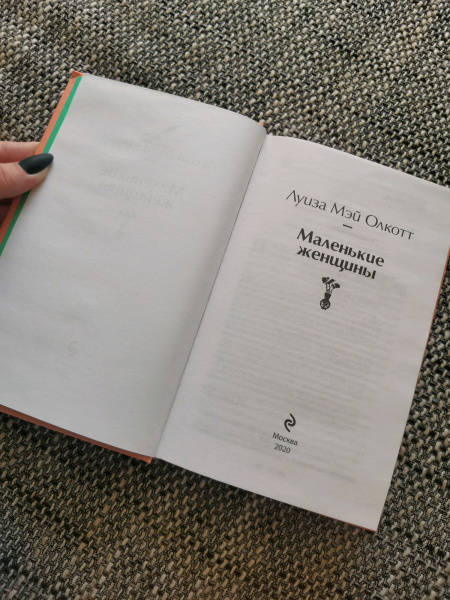 Луиза Мэй Олкотт
Маленькие
женщины
Москва
2020